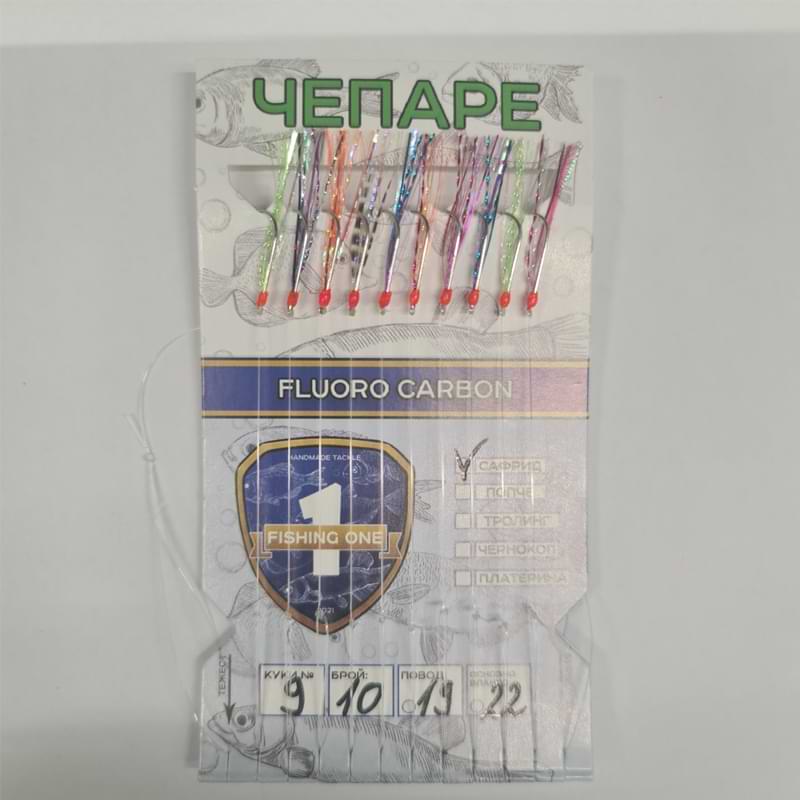 ЧЕПАРЕ
FLUORO CARBON
HANDMADE TACKLE
1
FISHING ONE
2021
САФРИД
ПОПЧЕ
ТРОЛИНГ
ЧЕРНОКОП
ПЛАТЕРИНА
ТЕЖЕСТ
КУКА № БРОЙ: ПОВОД ОСНОВНО ВЛАКНО
9 10 19 22